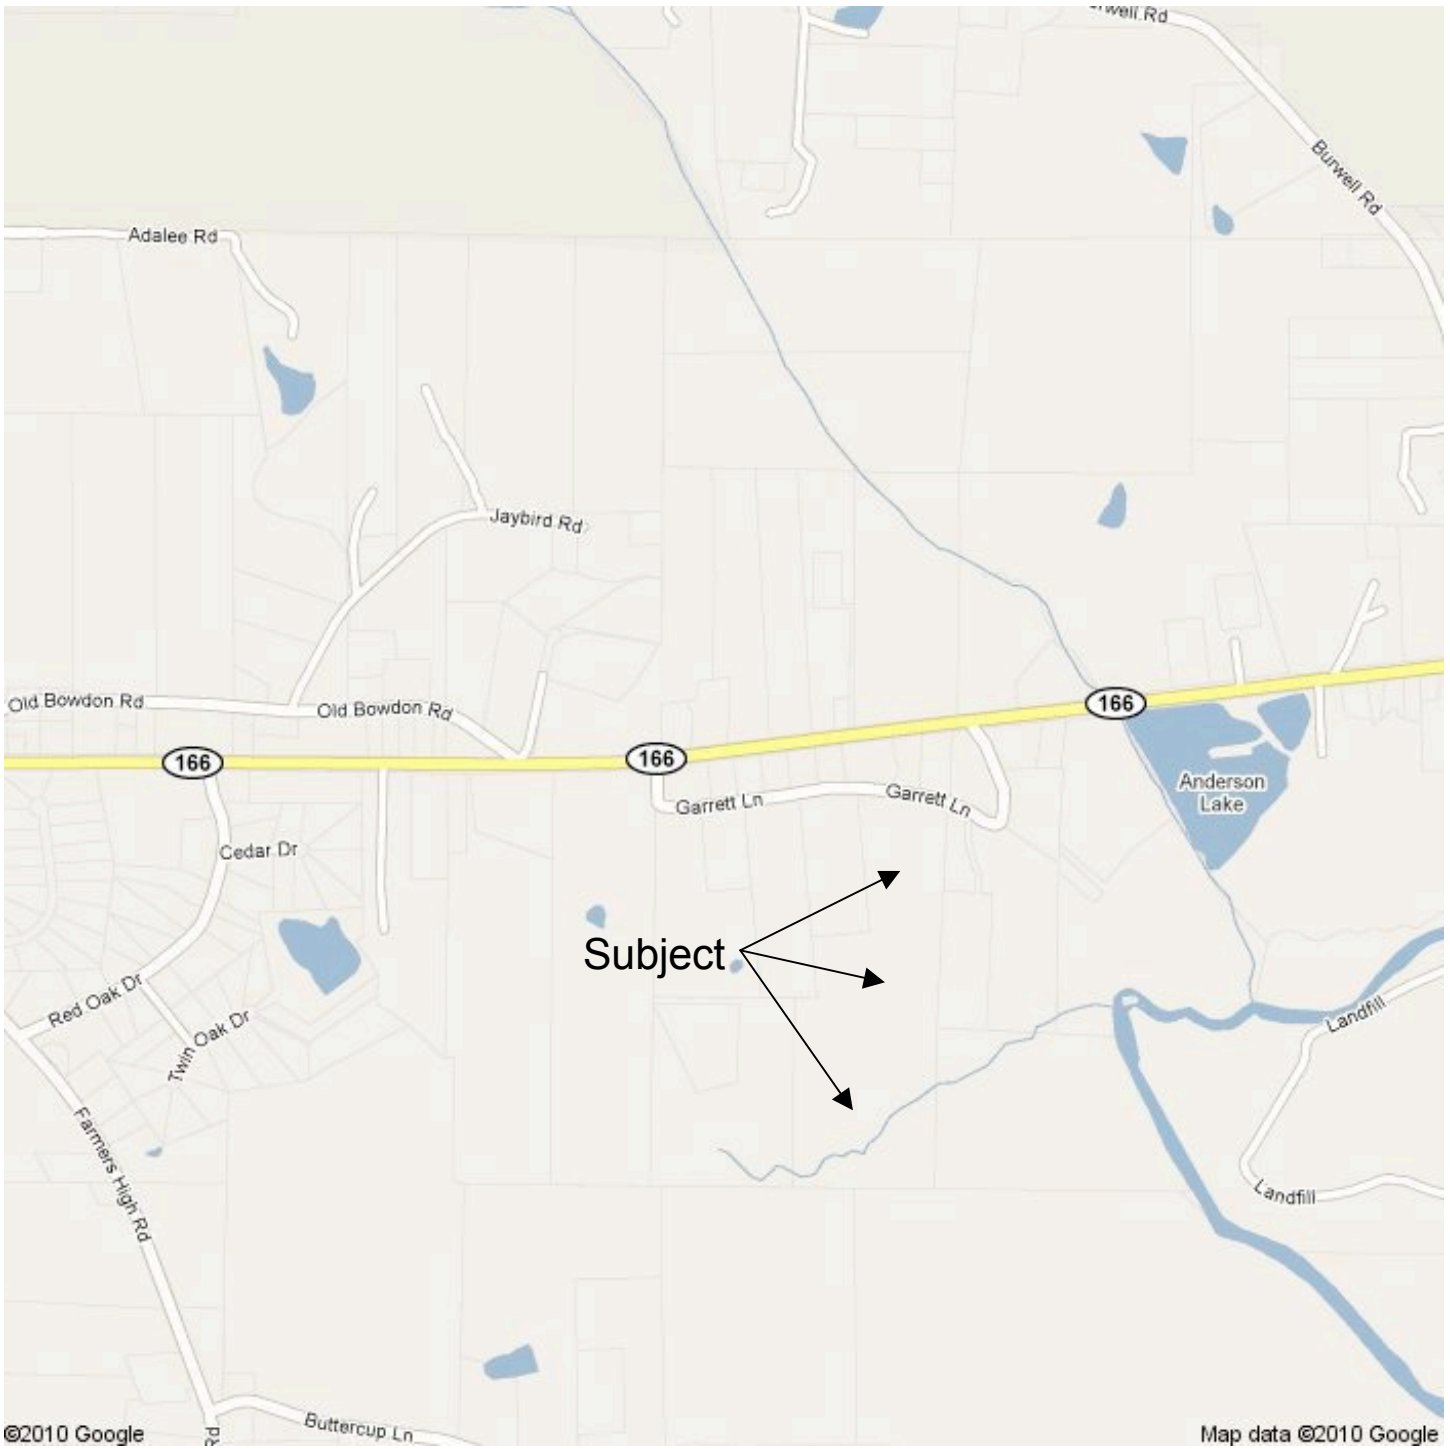 rwell Rd
Burwell Rd
Adalee Rd
Jaybird Rd
Old Bowdon Rd
Old Bowdon Rd
166
166
166
Garrett Ln
Garrett Ln
Anderson
Lake
Cedar Dr
Subject
Red Oak Dr
Twin Oak Dr
Landfill
Farmers High Rd
Landfill
Buttercup Ln
Rd
©2010 Google
Map data ©2010 Google